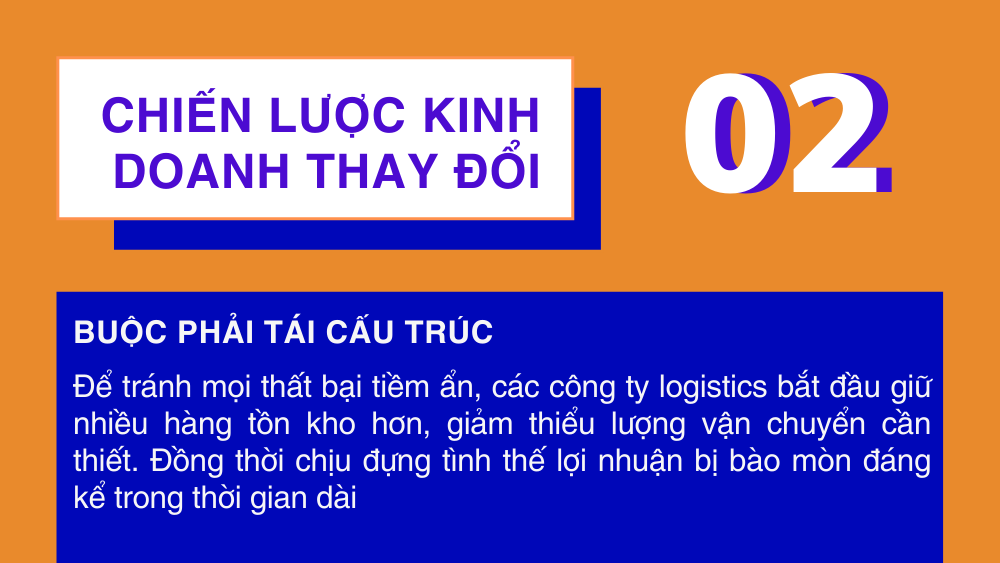 CHIẾN LƯỢC KINH
DOANH THAY ĐỔI
02
BUỘC PHẢI TÁI CẤU TRÚC
Để tránh mọi thất bại tiềm ẩn, các công ty logistics bắt đầu giữ
nhiều hàng tồn kho hơn, giảm thiểu lượng vận chuyển cần
thiết. Đồng thời chịu đựng tình thế lợi nhuận bị bào mòn đáng
kể trong thời gian dài